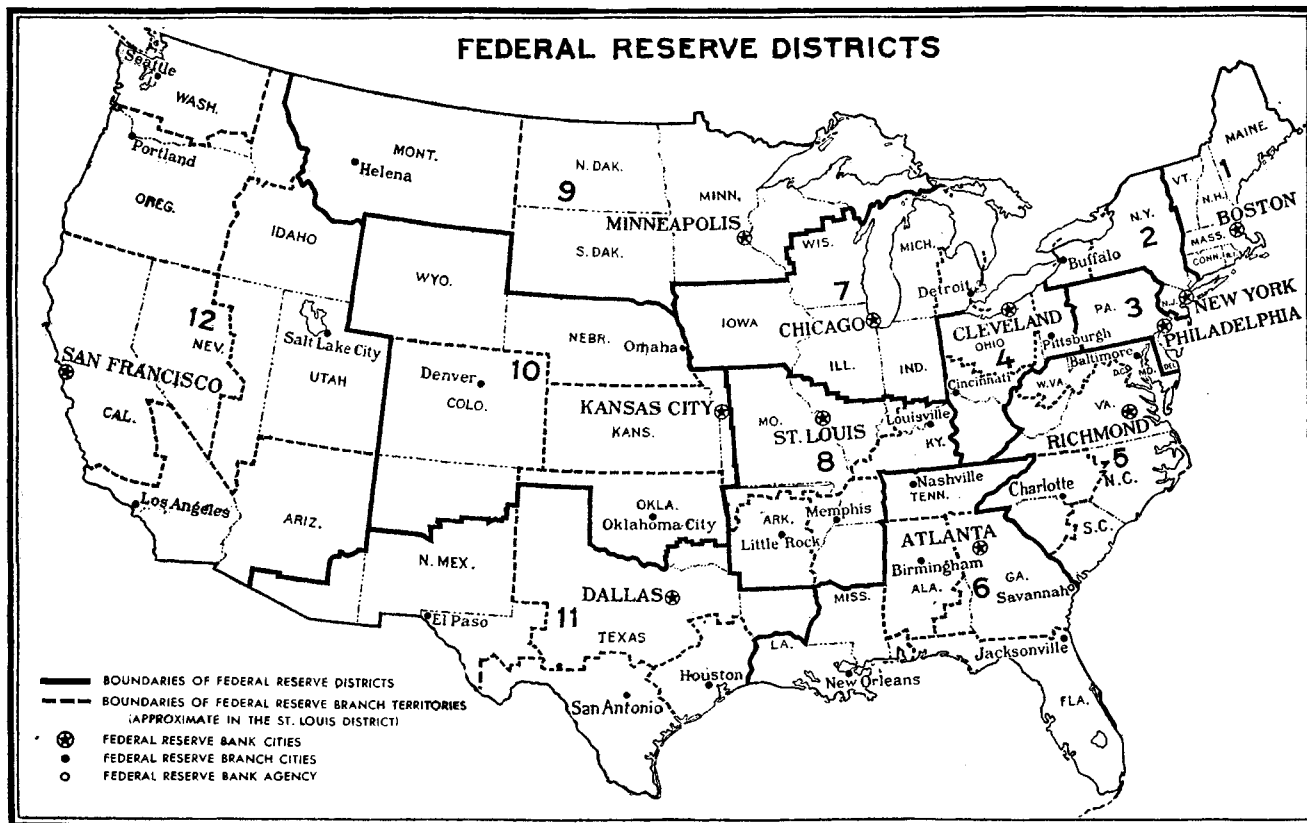 FEDERAL RESERVE DISTRICTS
Seattle
WASH.
Portland
OREG.
IDAHO
MONT.
Helena
N. DAK.
9
S. DAK.
MINN.
MINNEAPOLIS
WIS.
MICH.
7
Detroit
CHICAGO
IOWA
ILL.
IND.
MAINE
VT.
N.H.
1
BOSTON
MASS.
CONN.
R.I.
N.Y.
2
Buffalo
NEW YORK
N.J.
PA.
3
PHILADELPHIA
CLEVELAND
OHIO
4
Pittsburgh
Cincinnati
Baltimore
D.C.
MD.
DEL.
W.VA.
VA.
RICHMOND
5
N.C.
Charlotte
S.C.
WYO.
NEBR.
Omaha
12
NEV.
Salt Lake City
UTAH
SAN FRANCISCO
CAL.
Los Angeles
ARIZ.
Denver
COLO.
10
KANSAS CITY
KANS.
MO.
ST. LOUIS
8
Louisville
KY.
Nashville
TENN.
OKLA.
Oklahoma City
ARK.
Little Rock
Memphis
N. MEX.
El Paso
DALLAS
11
TEXAS
Houston
San Antonio
LA.
New Orleans
MISS.
ATLANTA
Birmingham
ALA.
6
GA.
Savannah
Jacksonville
FLA.
BOUNDARIES OF FEDERAL RESERVE DISTRICTS
BOUNDARIES OF FEDERAL RESERVE BRANCH TERRITORIES
(APPROXIMATE IN THE ST. LOUIS DISTRICT)
FEDERAL RESERVE BANK CITIES
FEDERAL RESERVE BRANCH CITIES
FEDERAL RESERVE BANK AGENCY